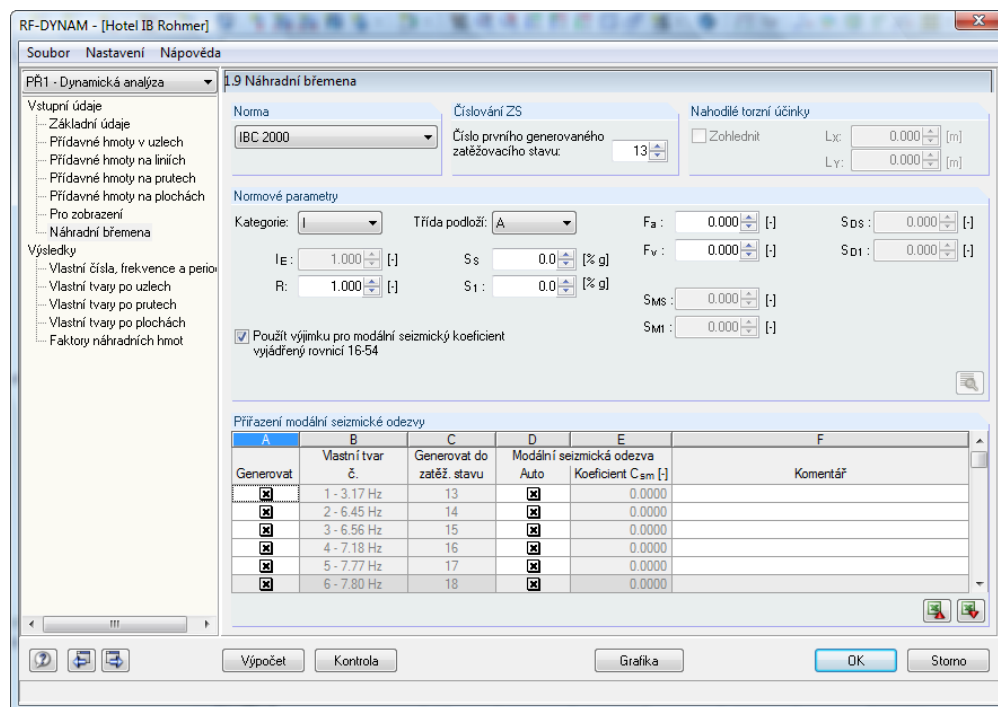 RF-DYNAM - [Hotel IB Rohmer]
Soubor Nastavení Nápověda
PŘ1 - Dynamická analýza
1.9 Náhradní břemena
Vstupní údaje
Základní údaje
Přídavné hmoty v uzlech
Přídavné hmoty na liniích
Přídavné hmoty na prutech
Přídavné hmoty na plochách
Pro zobrazení
Náhradní břemena
Výsledky
Vlastní čísla, frekvence a perio
Vlastní tvary po uzlech
Vlastní tvary po prutech
Vlastní tvary po plochách
Faktory náhradních hmot
Norma
IBC 2000
Číslování ZS
Číslo prvního generovaného
zatěžovacího stavu: 13
Nahodilé torzní účinky
Zohlednit
Lx: 0.000 [m]
LY: 0.000 [m]
Normové parametry
Kategorie: I Třída podloží: A Fa : 0.000 [-] SDS : 0.000 [-]
Fv : 0.000 [-] SD1 : 0.000 [-]
IE : 1.000 [-] Ss 0.0 [% g]
R: 1.000 [-] S1 : 0.0 [% g]
SMS : 0.000 [-]
SM1 : 0.000 [-]
Použít výjimku pro modální seizmický koeficient
vyjádřený rovnicí 16-54
Přiřazení modální seizmické odezvy
A B C D E F
Vlastní tvar Generovat do Modální seizmická odezva
Generovat č. zatěž. stavu Auto Koeficient Csm [-] Komentář
1 - 3.17 Hz 13 0.0000
2 - 6.45 Hz 14 0.0000
3 - 6.56 Hz 15 0.0000
4 - 7.18 Hz 16 0.0000
5 - 7.77 Hz 17 0.0000
6 - 7.80 Hz 18 0.0000
Výpočet Kontrola Grafika OK Storno